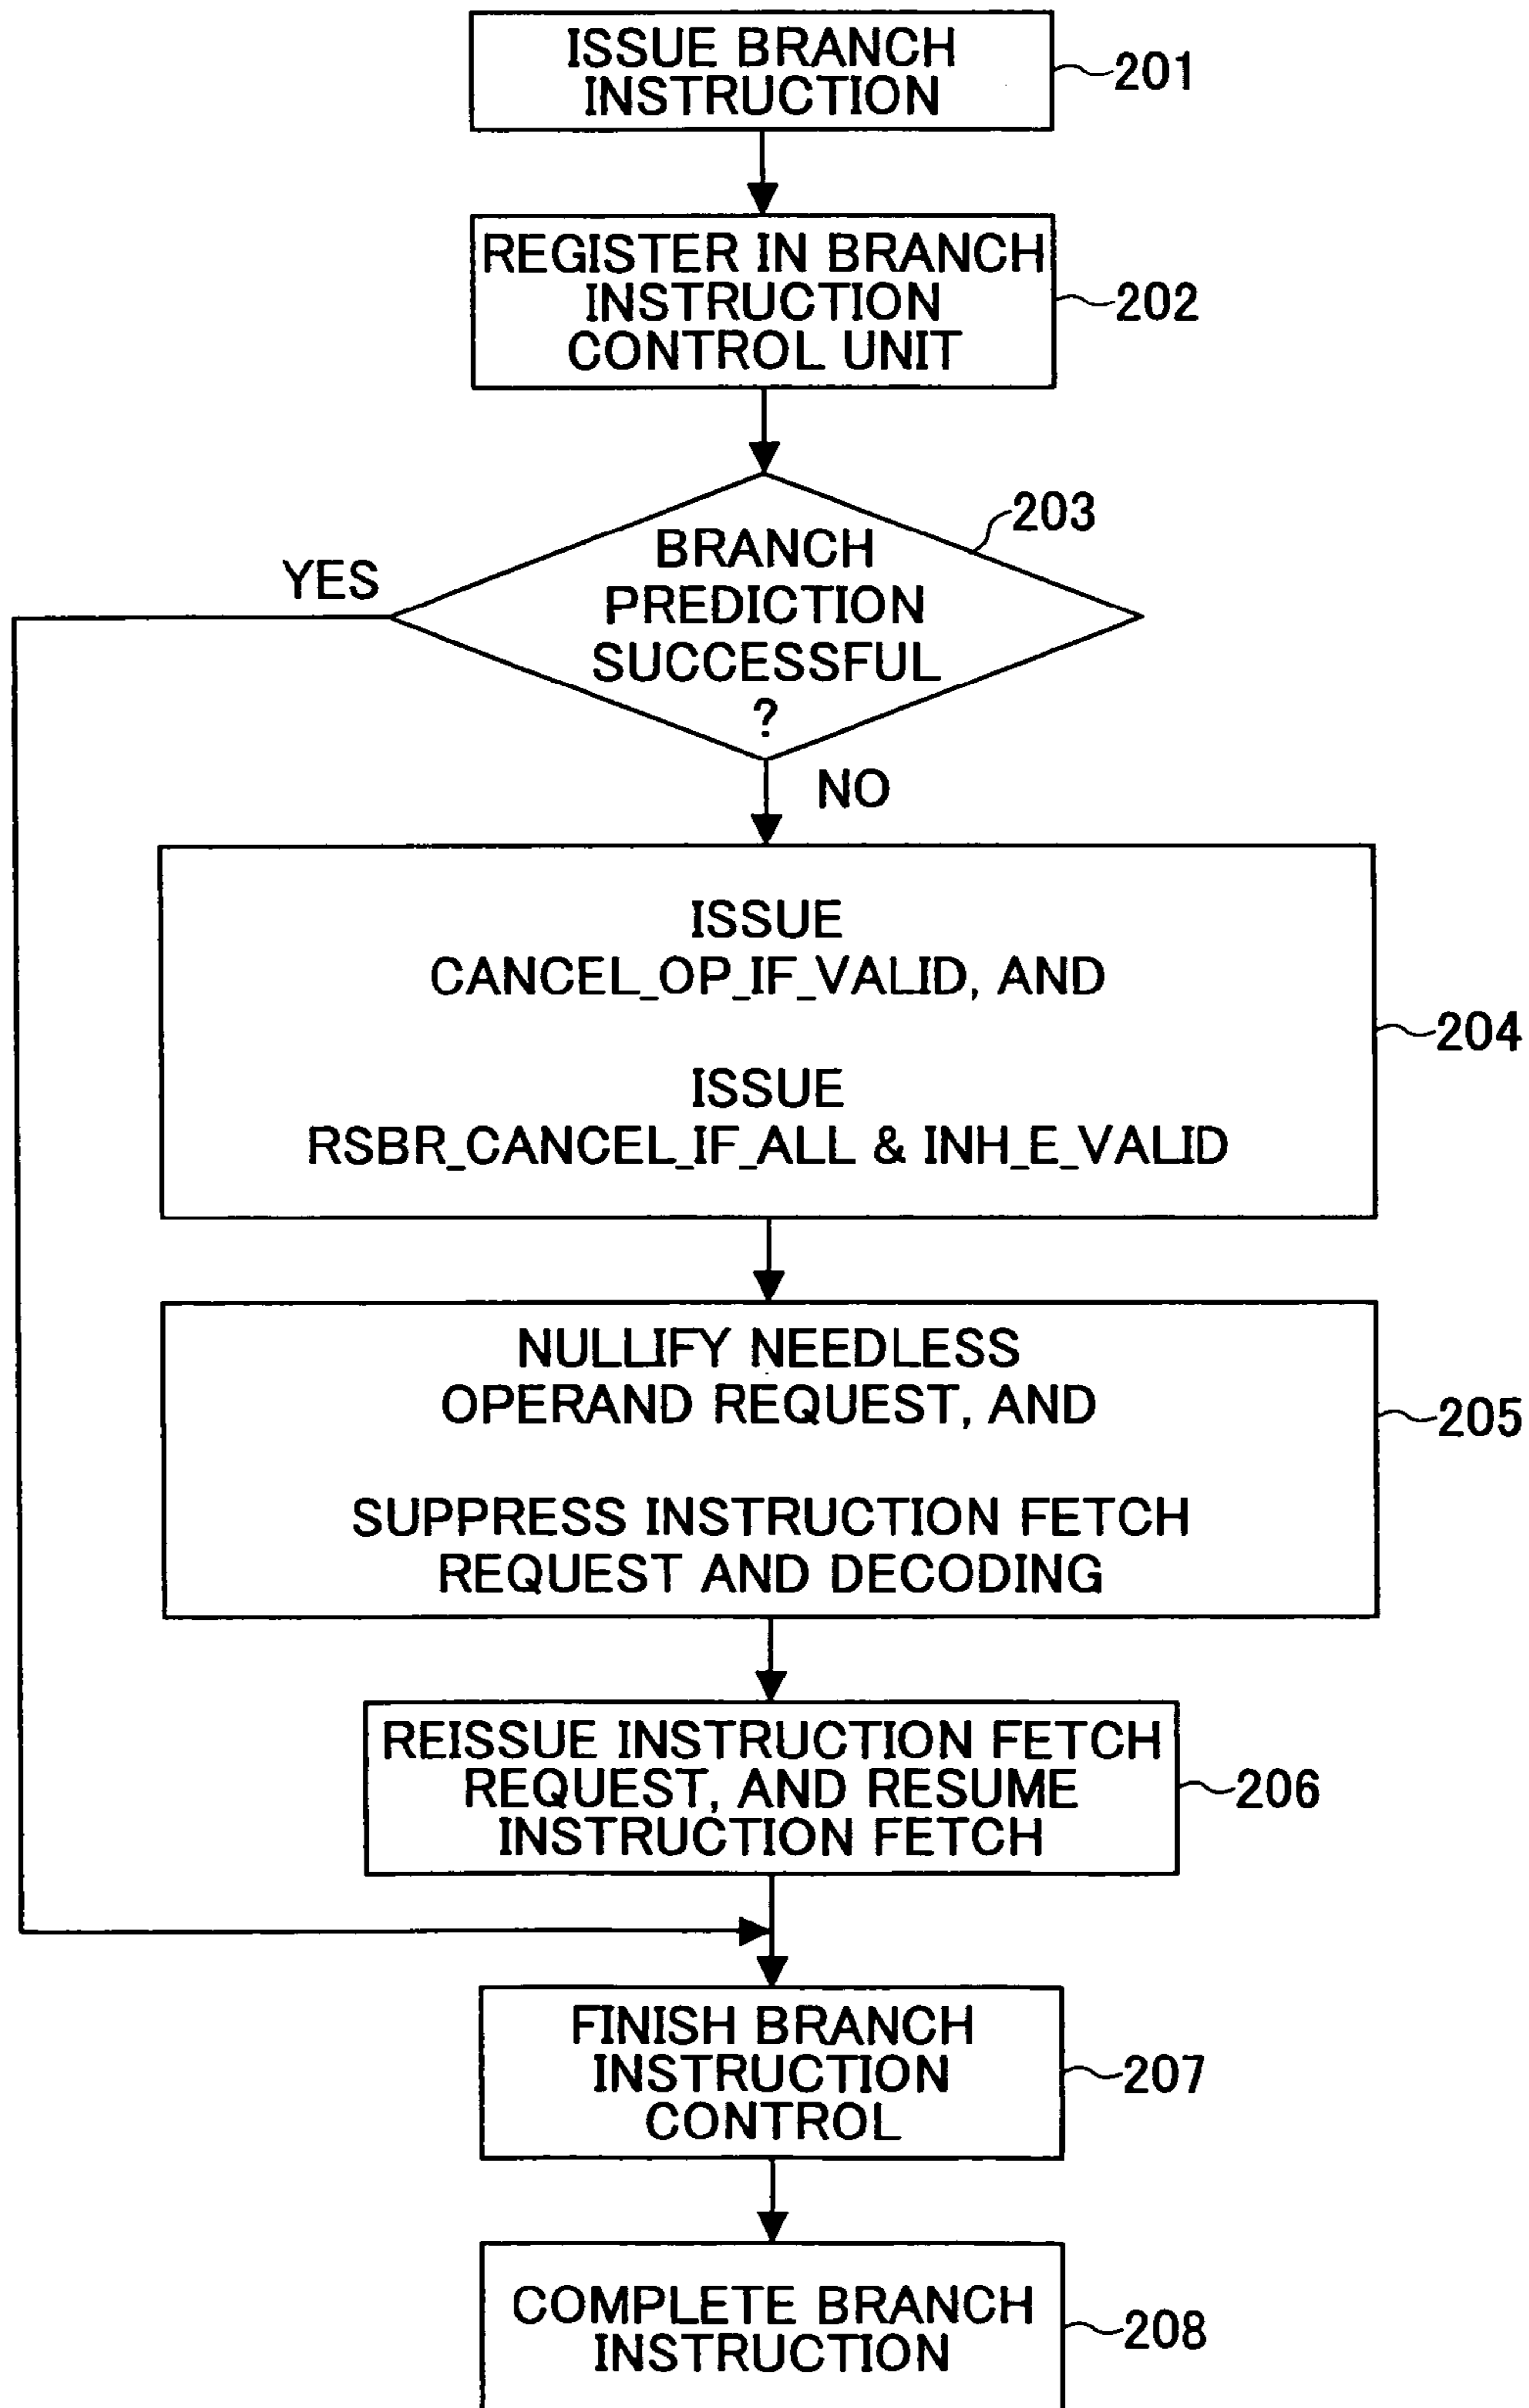 ISSUE BRANCH
INSTRUCTION
201
REGISTER IN BRANCH
INSTRUCTION
CONTROL UNIT
202
203
BRANCH
PREDICTION
SUCCESSFUL
?
YES
NO
ISSUE
CANCEL_OP_IF_VALID, AND
ISSUE
RSBR_CANCEL_IF_ALL & INH_E_VALID
204
NULLIFY NEEDLESS
OPERAND REQUEST, AND
SUPPRESS INSTRUCTION FETCH
REQUEST AND DECODING
205
REISSUE INSTRUCTION FETCH
REQUEST, AND RESUME
INSTRUCTION FETCH
206
FINISH BRANCH
INSTRUCTION
CONTROL
207
COMPLETE BRANCH
INSTRUCTION
208